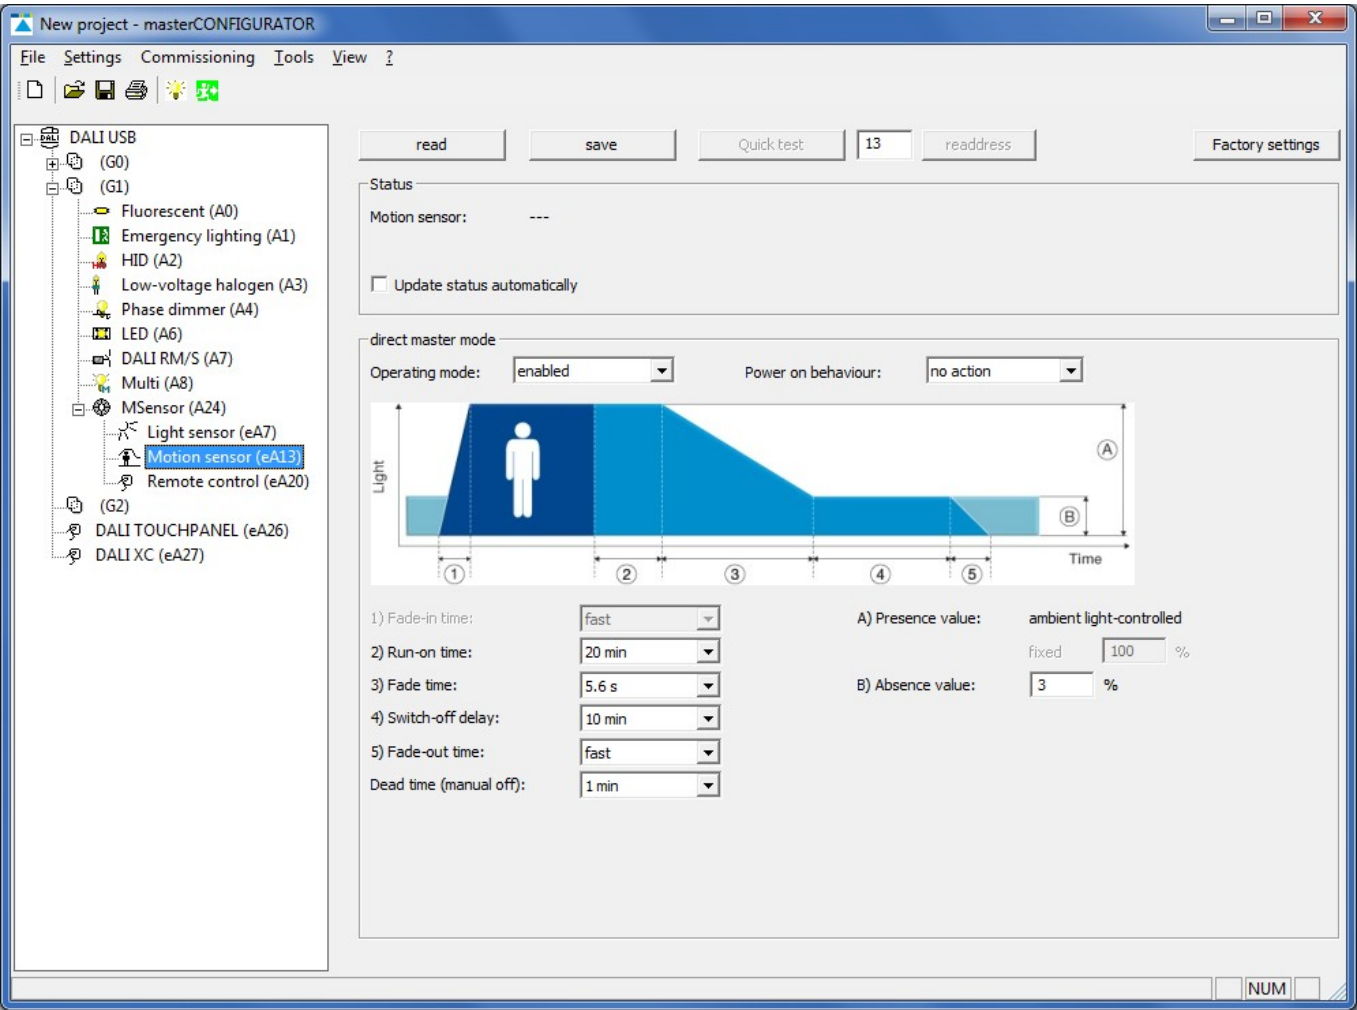 New project - masterCONFIGURATOR
File Settings Commissioning Tools View ?
DALI USB
(G0)
(G1)
Fluorescent (A0)
Emergency lighting (A1)
HID (A2)
Low-voltage halogen (A3)
Phase dimmer (A4)
LED (A6)
DALI RM/S (A7)
Multi (A8)
MSensor (A24)
Light sensor (eA7)
Motion sensor (eA13)
Remote control (eA20)
(G2)
DALI TOUCHPANEL (eA26)
DALI XC (eA27)
read save Quick test 13 readdress Factory settings
Status
Motion sensor: ---
Update status automatically
direct master mode
Operating mode: enabled Power on behaviour: no action
Light
A
B
Time
1 2 3 4 5
1) Fade-in time: fast A) Presence value: ambient light-controlled
2) Run-on time: 20 min fixed 100 %
3) Fade time: 5.6 s B) Absence value: 3 %
4) Switch-off delay: 10 min
5) Fade-out time: fast
Dead time (manual off): 1 min
NUM